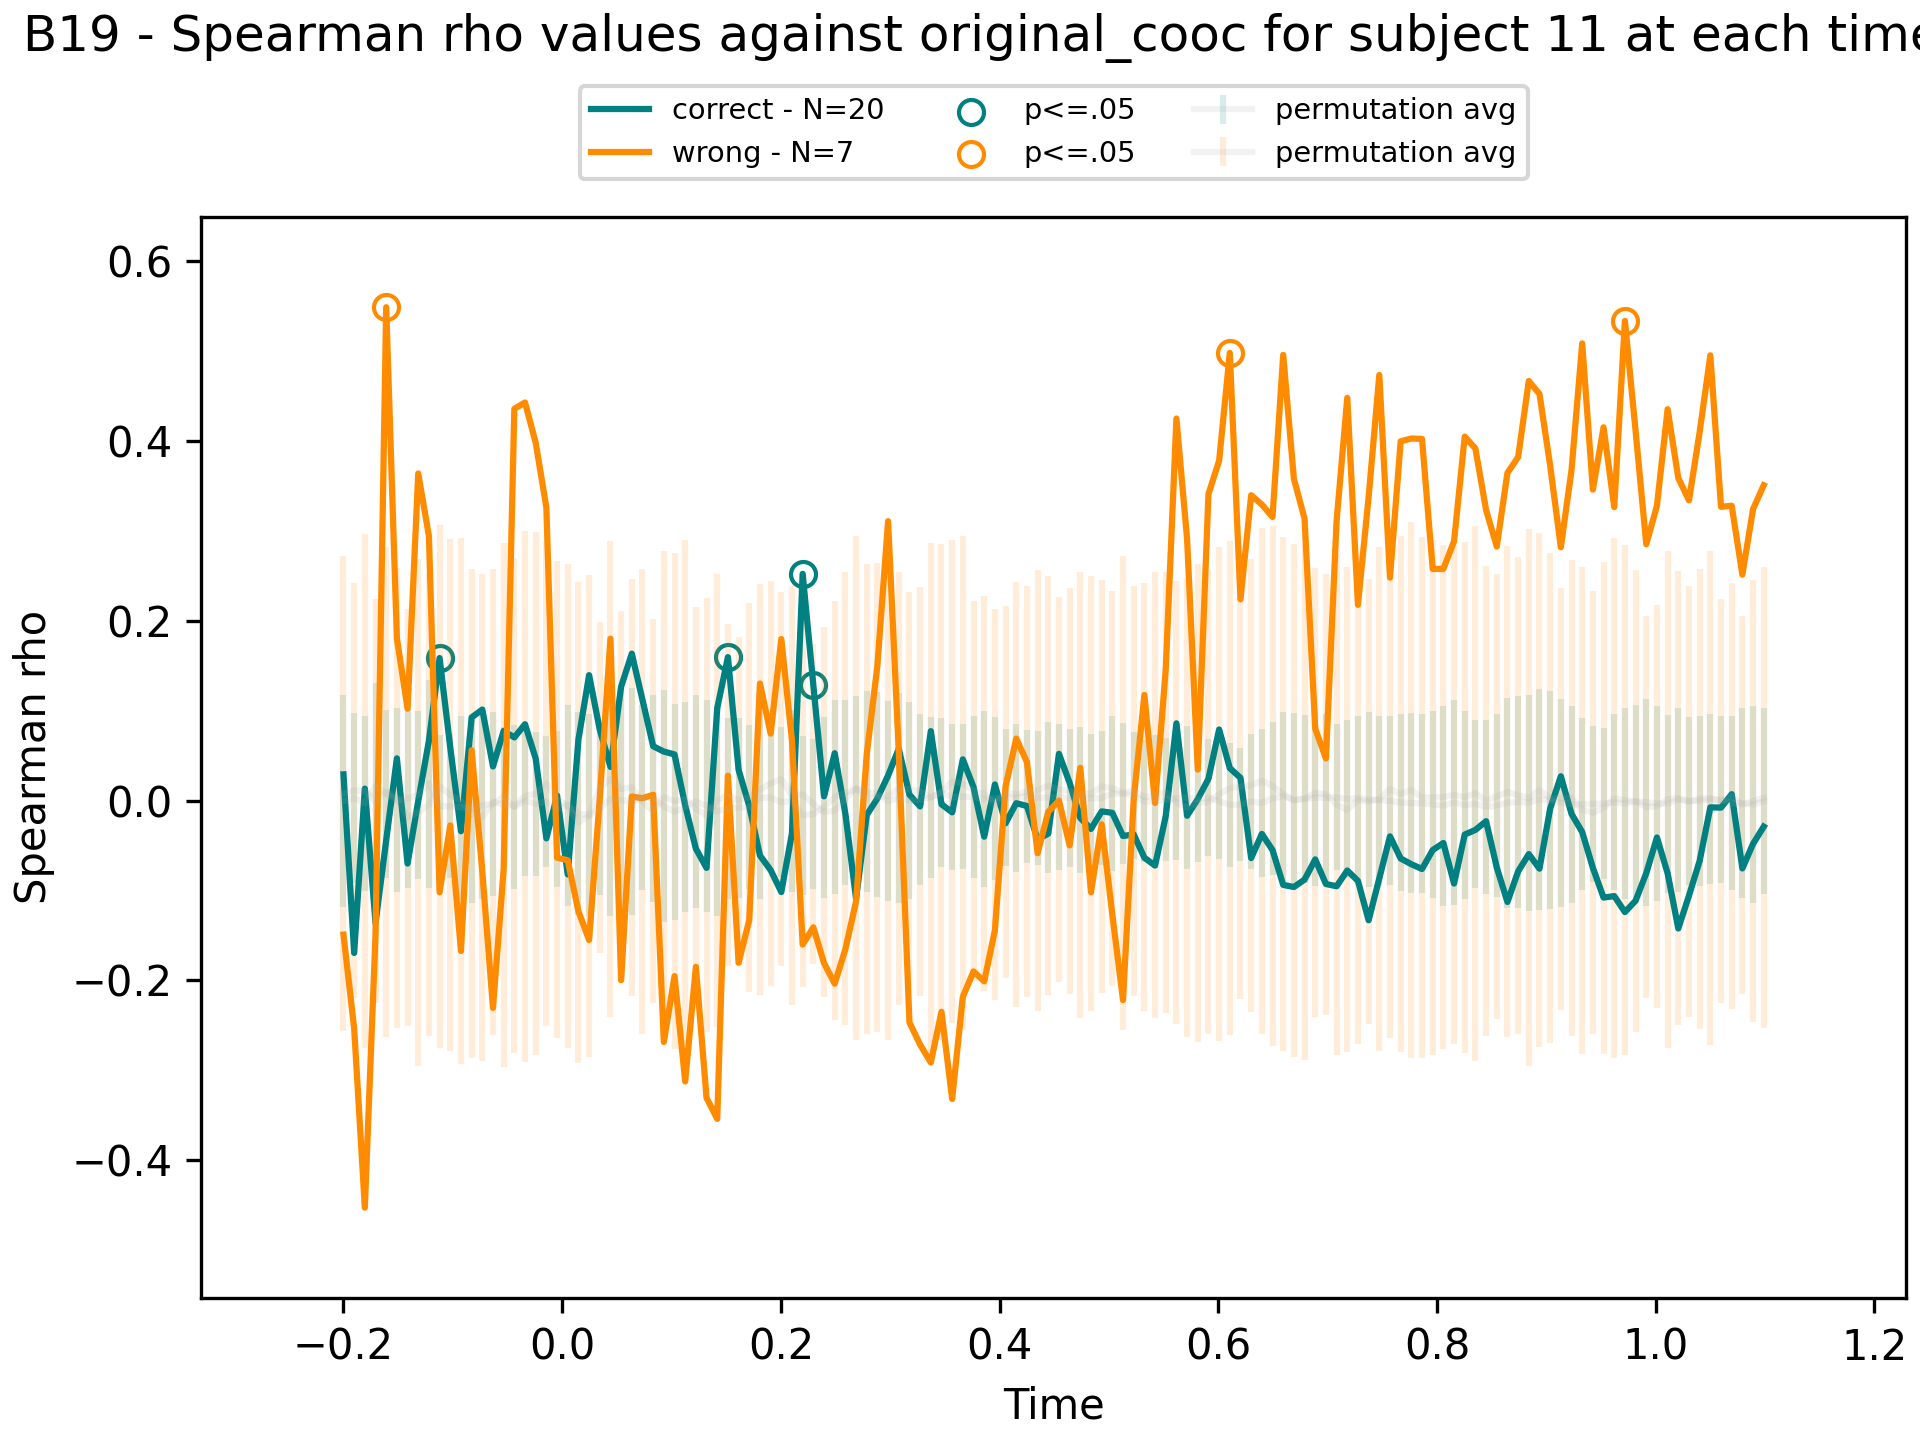 B19 - Spearman rho values against original_cooc for subject 11 at each time
correct - N=20
wrong - N=7
p<=.05
p<=.05
permutation avg
permutation avg
Spearman rho
0.6
0.4
0.2
0.0
−0.2
−0.4
−0.2 0.0 0.2 0.4 0.6 0.8 1.0 1.2
Time